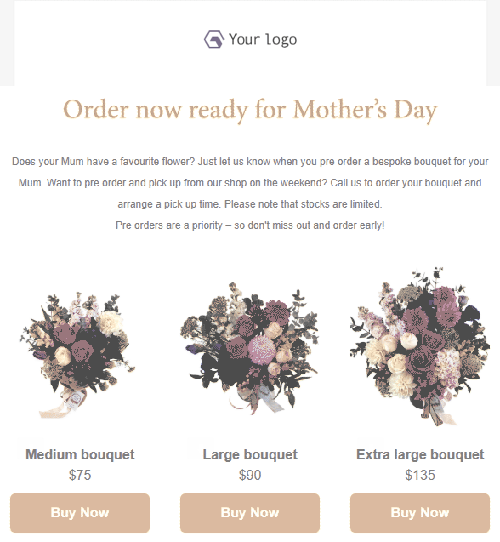 Your logo
Order now ready for Mother's Day
Does your Mum have a favourite flower? Just let us know when you pre order a bespoke bouquet for your
Mum. Want to pre order and pick up from our shop on the weekend? Call us to order your bouquet and
arrange a pick up time. Please note that stocks are limited.
Pre orders are a priority – so don't miss out and order early!
Medium bouquet
$75
Buy Now
Large bouquet
$90
Buy Now
Extra large bouquet
$135
Buy Now